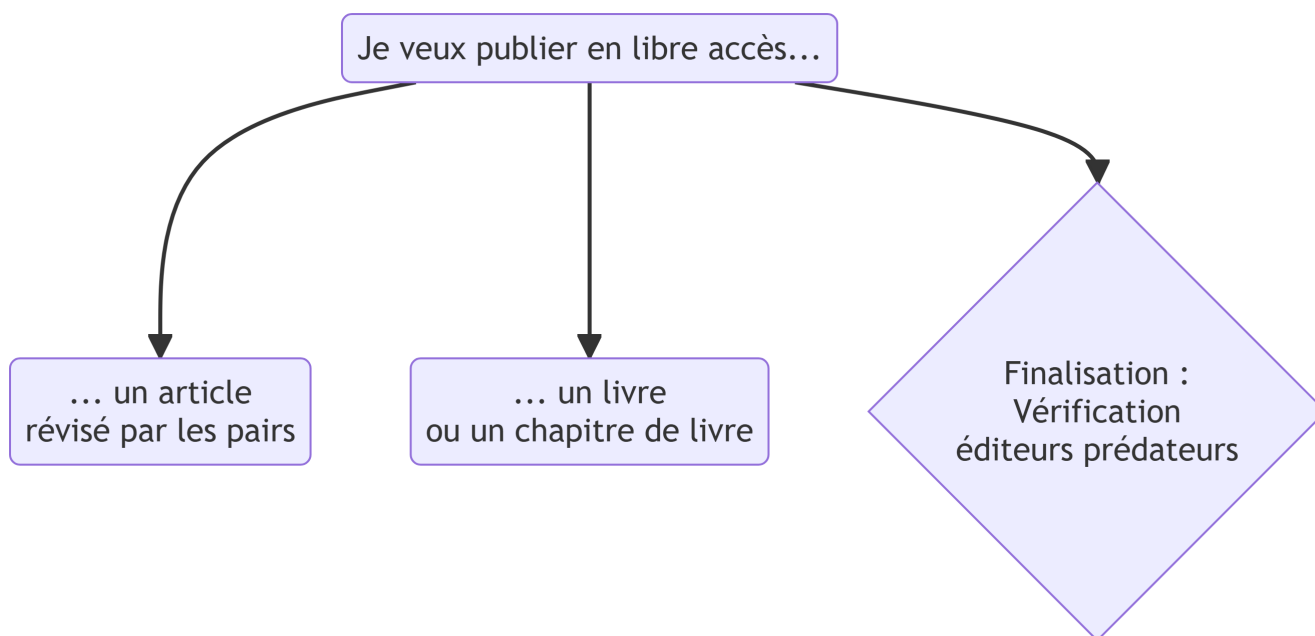 Je veux publier en libre accès...
... un article
révisé par les pairs
... un livre
ou un chapitre de livre
Finalisation :
Vérification
éditeurs prédateurs